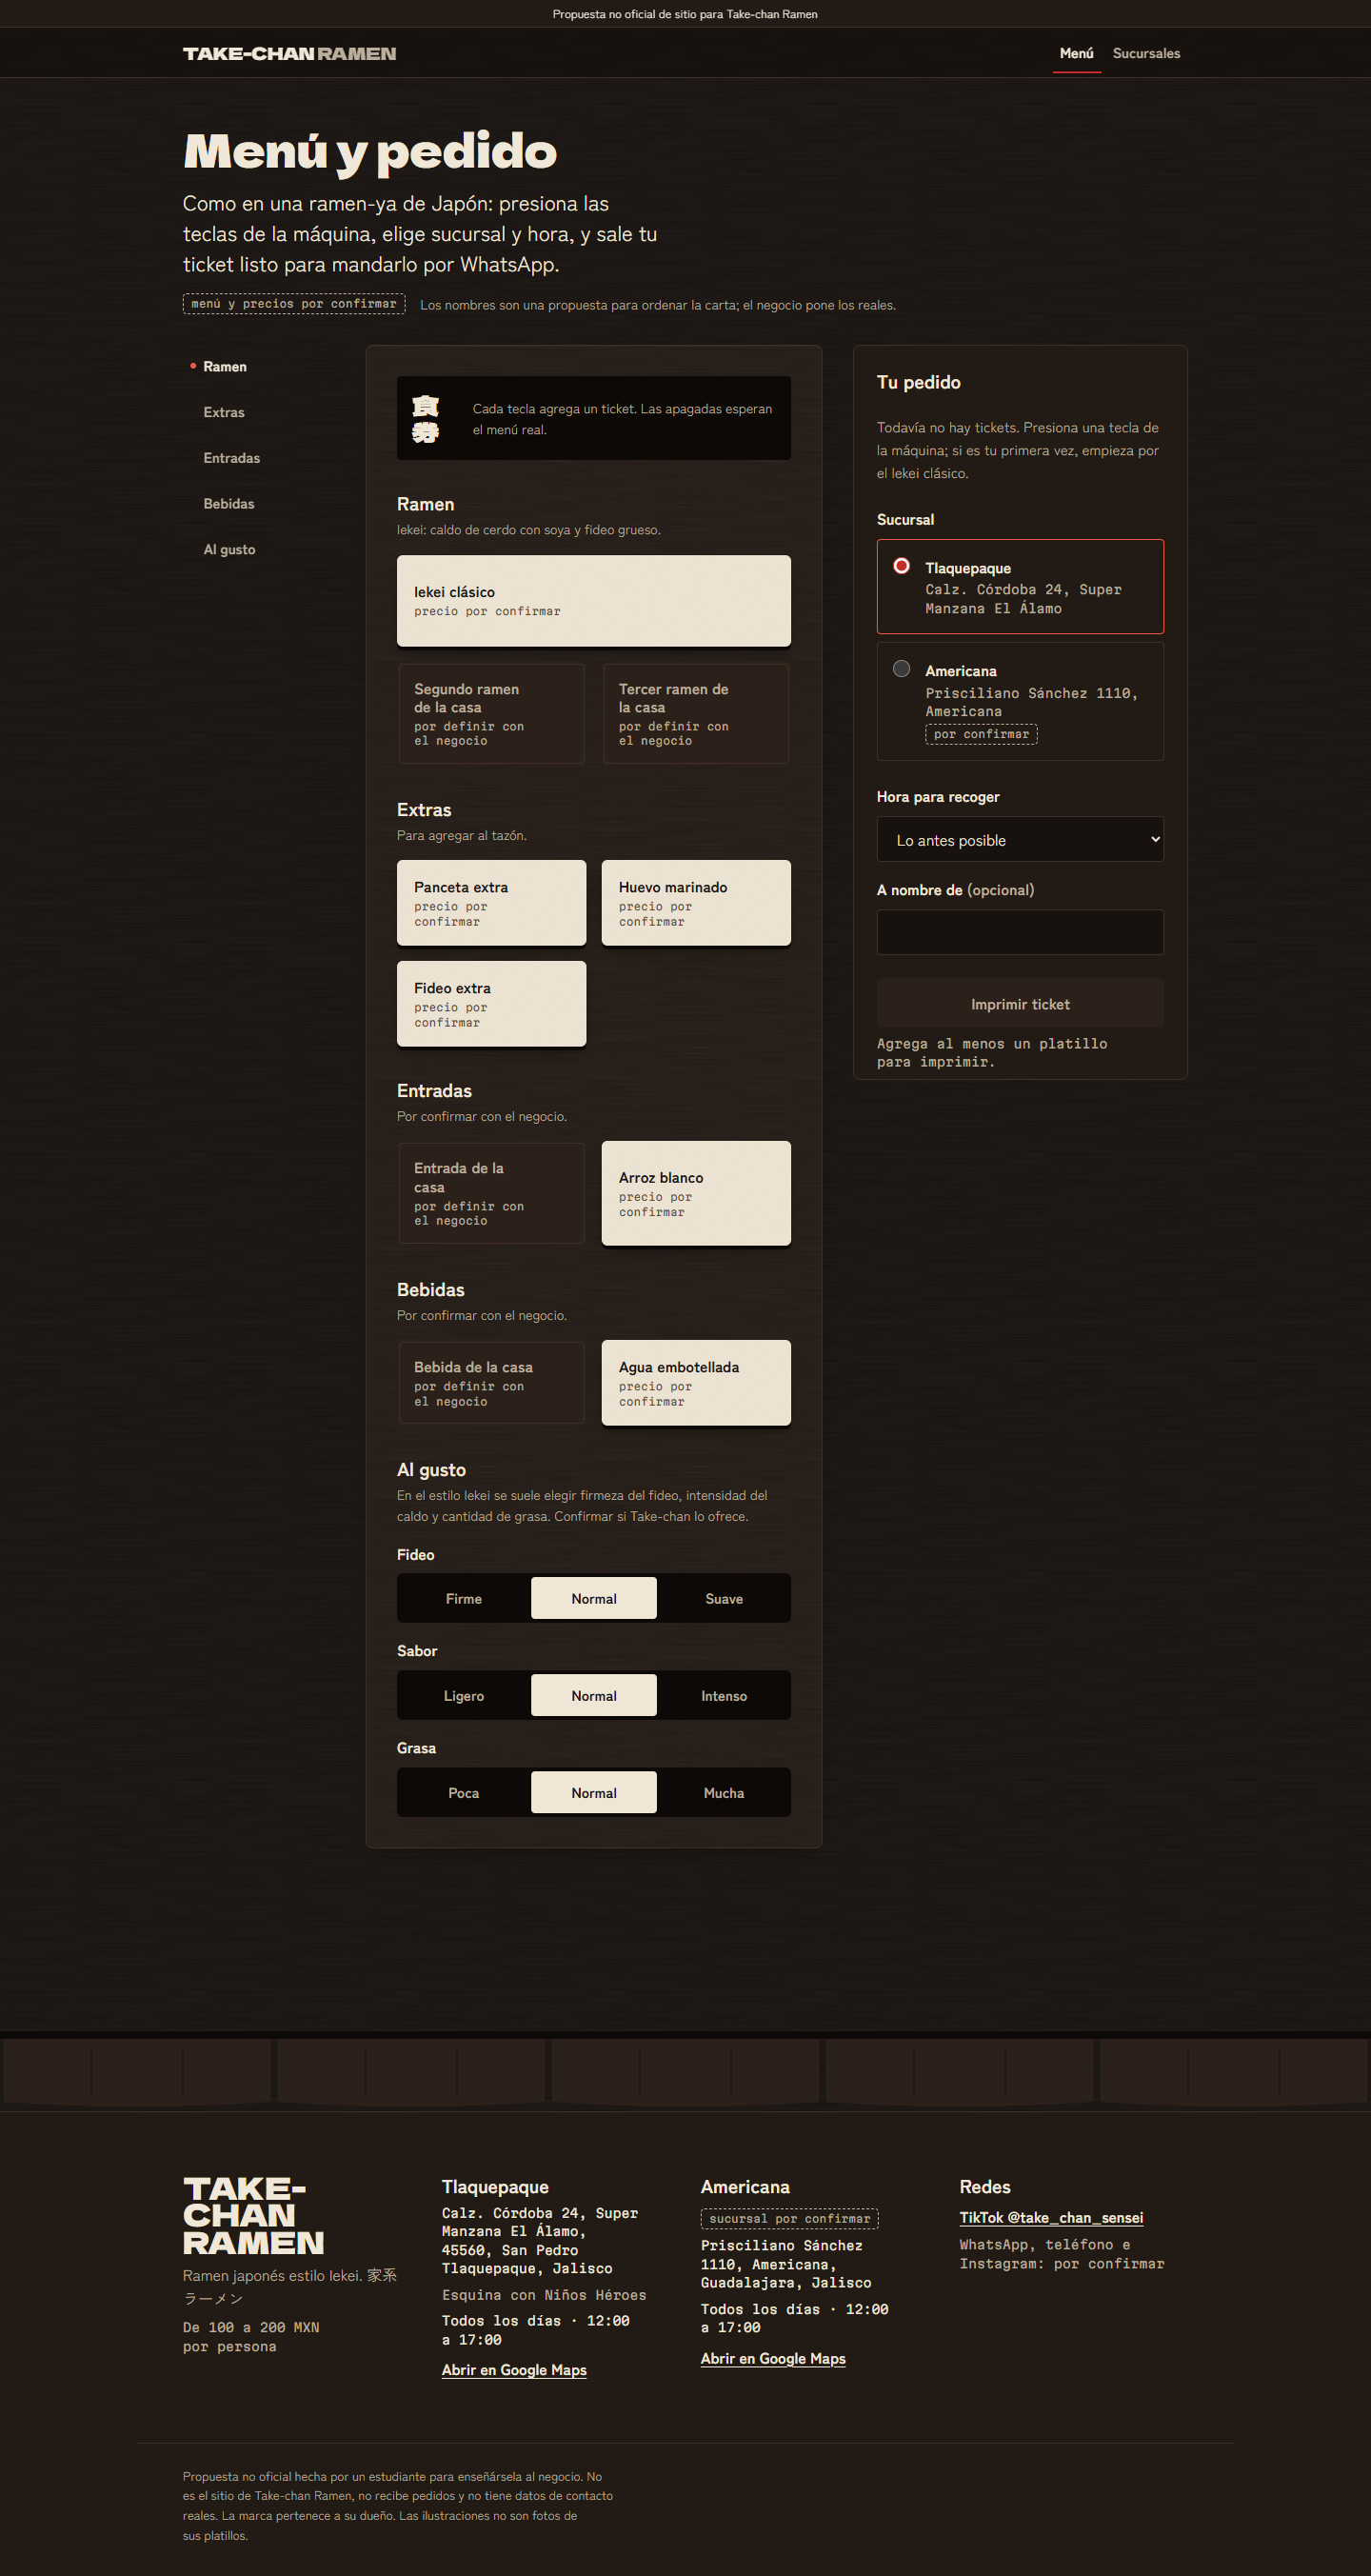 Propuesta no oficial de sitio para Take-chan Ramen
TAKE-CHAN RAMEN
Menú
Sucursales
Menú y pedido
Como en una ramen-ya de Japón: presiona las
teclas de la máquina, elige sucursal y hora, y sale tu
ticket listo para mandarlo por WhatsApp.
menú y precios por confirmar
Los nombres son una propuesta para ordenar la carta; el negocio pone los reales.
Ramen
Extras
Entradas
Bebidas
Al gusto
食
券
Cada tecla agrega un ticket. Las apagadas esperan
el menú real.
Ramen
Iekei: caldo de cerdo con soya y fideo grueso.
Iekei clásico
precio por confirmar
Segundo ramen
de la casa
por definir con
el negocio
Tercer ramen de
la casa
por definir con
el negocio
Extras
Para agregar al tazón.
Panceta extra
precio por
confirmar
Huevo marinado
precio por
confirmar
Fideo extra
precio por
confirmar
Entradas
Por confirmar con el negocio.
Entrada de la
casa
por definir con
el negocio
Arroz blanco
precio por
confirmar
Bebidas
Por confirmar con el negocio.
Bebida de la casa
por definir con
el negocio
Agua embotellada
precio por
confirmar
Al gusto
En el estilo Iekei se suele elegir firmeza del fideo, intensidad del
caldo y cantidad de grasa. Confirmar si Take-chan lo ofrece.
Fideo
Firme
Normal
Suave
Sabor
Ligero
Normal
Intenso
Grasa
Poca
Normal
Mucha
Tu pedido
Todavía no hay tickets. Presiona una tecla de
la máquina; si es tu primera vez, empieza por
el Iekei clásico.
Sucursal
Tlaquepaque
Calz. Córdoba 24, Super
Manzana El Álamo
Americana
Prisciliano Sánchez 1110,
Americana
por confirmar
Hora para recoger
Lo antes posible
A nombre de (opcional)
Imprimir ticket
Agrega al menos un platillo
para imprimir.
TAKE-
CHAN
RAMEN
Ramen japonés estilo Iekei. 家系
ラーメン
De 100 a 200 MXN
por persona
Tlaquepaque
Calz. Córdoba 24, Super
Manzana El Álamo,
45560, San Pedro
Tlaquepaque, Jalisco
Esquina con Niños Héroes
Todos los días · 12:00
a 17:00
Abrir en Google Maps
Americana
sucursal por confirmar
Prisciliano Sánchez
1110, Americana,
Guadalajara, Jalisco
Todos los días · 12:00
a 17:00
Abrir en Google Maps
Redes
TikTok @take_chan_sensei
WhatsApp, teléfono e
Instagram: por confirmar
Propuesta no oficial hecha por un estudiante para enseñársela al negocio. No
es el sitio de Take-chan Ramen, no recibe pedidos y no tiene datos de contacto
reales. La marca pertenece a su dueño. Las ilustraciones no son fotos de
sus platillos.